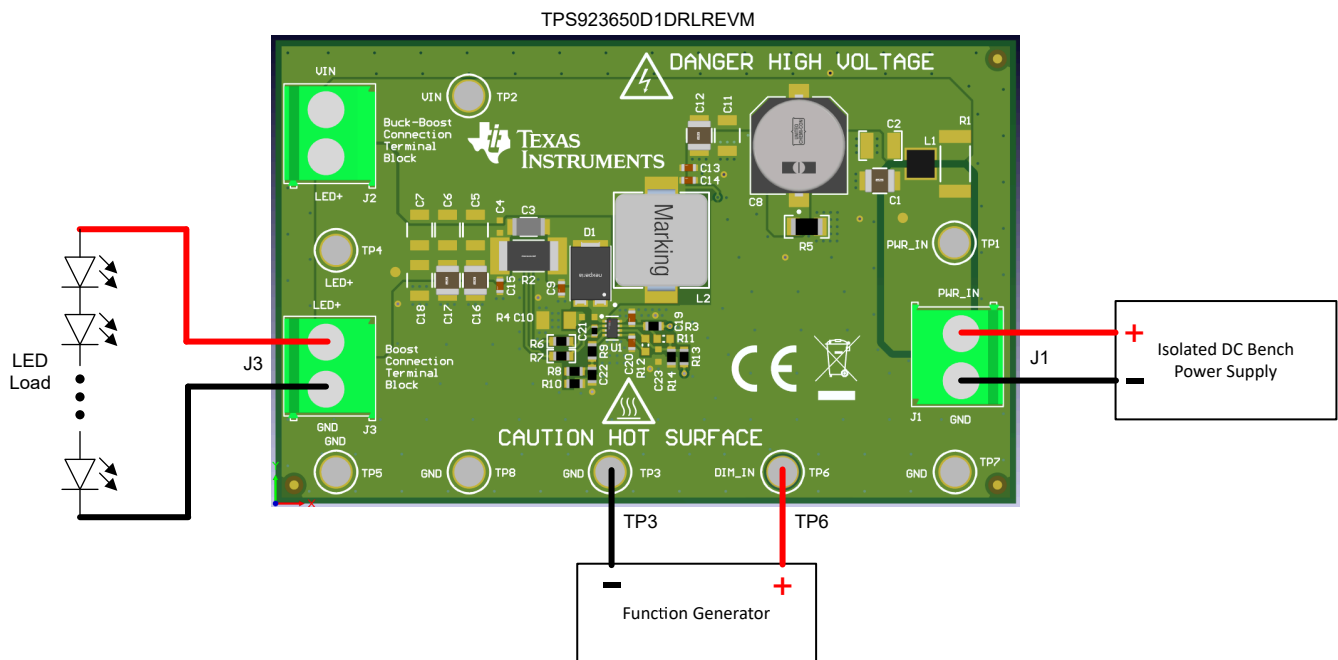 TPS923650D1DRLREVM
DANGER HIGH VOLTAGE
VIN
VIN
TP2
Buck-Boost
Connection
Terminal
Block
LED+
J2
TEXAS
INSTRUMENTS
C12
C11
C13
C14
C8
C2
R1
L1
C1
R5
PWR_IN
TP1
TP4
LED+
C7
C6
C5
C4
C3
R2
D1
Marking
L2
C18
C17
C16
C15
C9
R4
C10
C21
U1
C19
R3
R11
R6
R7
R9
R8
R10
C22
C20
R12
C23
R14
R13
LED+
Boost
Connection
Terminal
Block
GND
J3
PWR_IN
J1
GND
CE
CAUTION HOT SURFACE
GND
TP5
GND
TP8
GND
TP3
DIM_IN
TP6
GND
TP7
LED
Load
J3
J1
+
Isolated DC Bench
Power Supply
-
TP3
TP6
-
+
Function Generator
Y
X